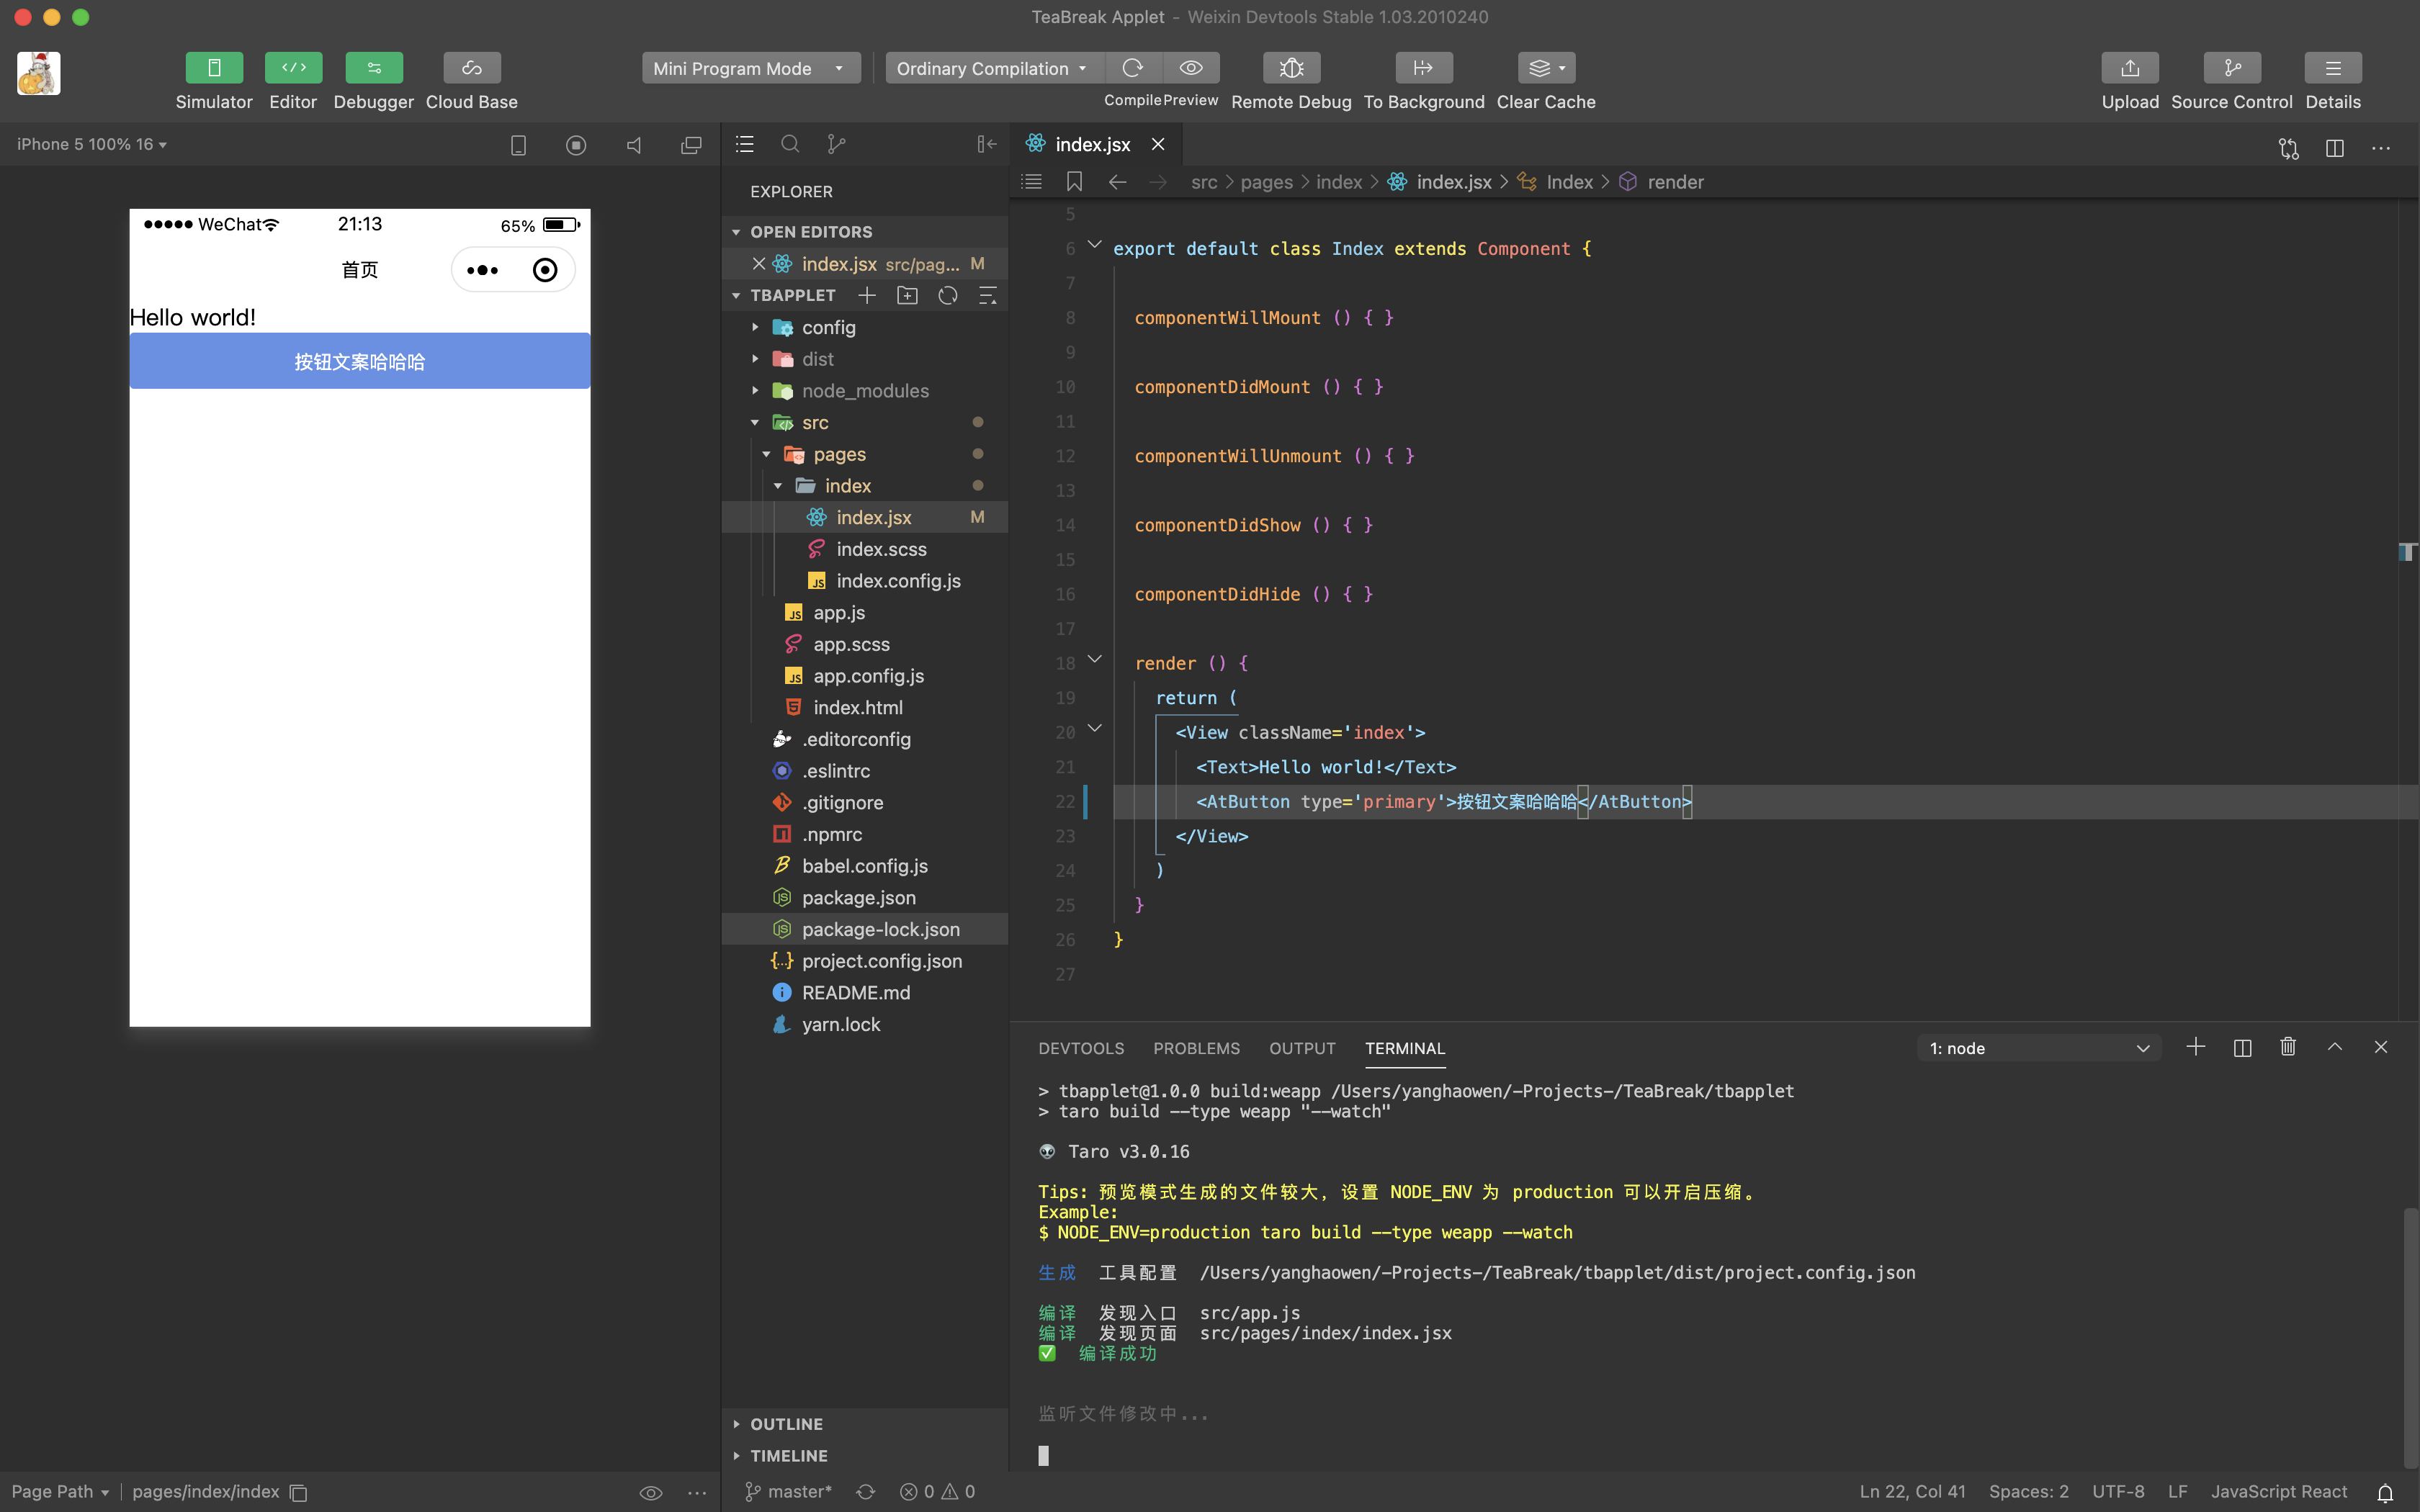 TeaBreak Applet - Weixin Devtools Stable 1.03.2010240
Simulator
Editor
Debugger
Cloud Base
Mini Program Mode
Ordinary Compilation
Compile
Preview
Remote Debug
To Background
Clear Cache
Upload
Source Control
Details
iPhone 5 100% 16
WeChat
21:13
65%
首页
Hello world!
按钮文案哈哈哈
EXPLORER
OPEN EDITORS
index.jsx src/pag... M
TBAPPLET
config
dist
node_modules
src
pages
index
index.jsx M
index.scss
index.config.js
app.js
app.scss
app.config.js
index.html
.editorconfig
.eslintrc
.gitignore
.npmrc
babel.config.js
package.json
package-lock.json
project.config.json
README.md
yarn.lock
OUTLINE
TIMELINE
index.jsx
src > pages > index > index.jsx > Index > render
5
6 export default class Index extends Component {
7
8 componentWillMount () { }
9
10 componentDidMount () { }
11
12 componentWillUnmount () { }
13
14 componentDidShow () { }
15
16 componentDidHide () { }
17
18 render () {
19 return (
20 <View className='index'>
21 <Text>Hello world!</Text>
22 <AtButton type='primary'>按钮文案哈哈哈</AtButton>
23 </View>
24 )
25 }
26 }
27
DEVTOOLS PROBLEMS OUTPUT TERMINAL
1: node
> tbapplet@1.0.0 build:weapp /Users/yanghaowen/-Projects-/TeaBreak/tbapplet
> taro build --type weapp "--watch"
👽 Taro v3.0.16
Tips: 预览模式生成的文件较大，设置 NODE_ENV 为 production 可以开启压缩。
Example:
$ NODE_ENV=production taro build --type weapp --watch
生成 工具配置 /Users/yanghaowen/-Projects-/TeaBreak/tbapplet/dist/project.config.json
编译 发现入口 src/app.js
编译 发现页面 src/pages/index/index.jsx
✅ 编译成功
监听文件修改中...
Page Path
pages/index/index
master*
0
0
Ln 22, Col 41
Spaces: 2
UTF-8
LF
JavaScript React